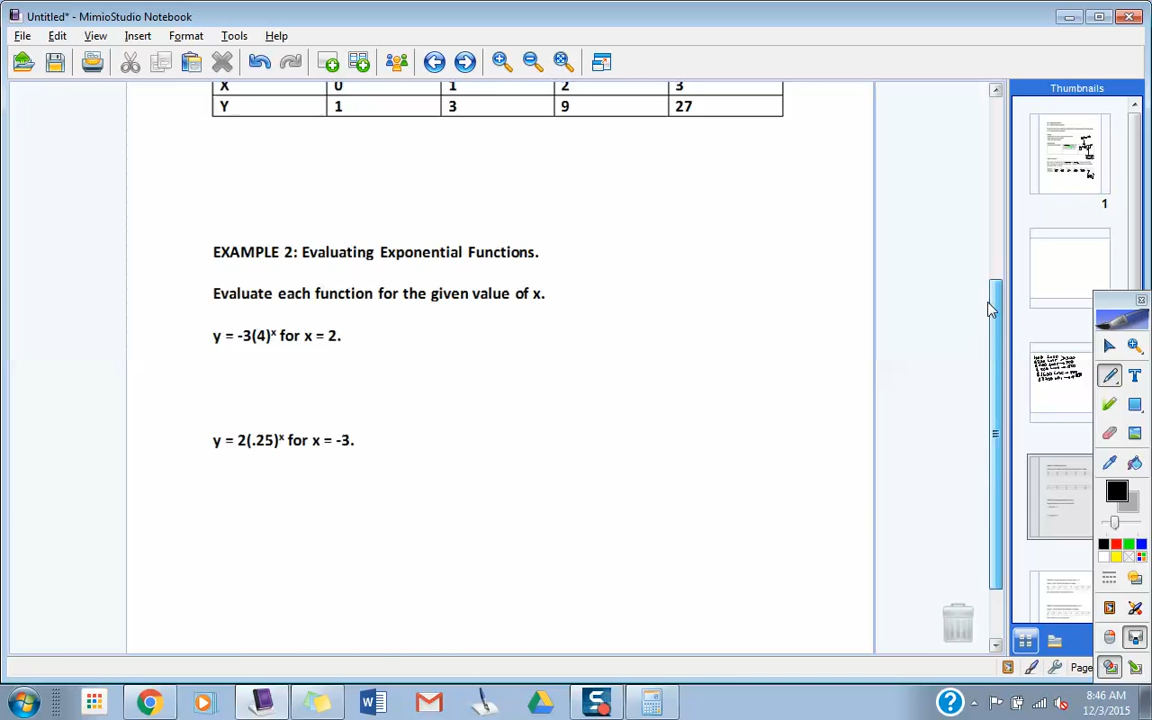 Untitled* - MimioStudio Notebook
File Edit View Insert Format Tools Help
Thumbnails
X 0 1 2 3
Y 1 3 9 27
1
EXAMPLE 2: Evaluating Exponential Functions.
Evaluate each function for the given value of x.
y = -3(4)ˣ for x = 2.
y = 2(.25)ˣ for x = -3.
T
Page
W
S
8:46 AM
12/3/2015